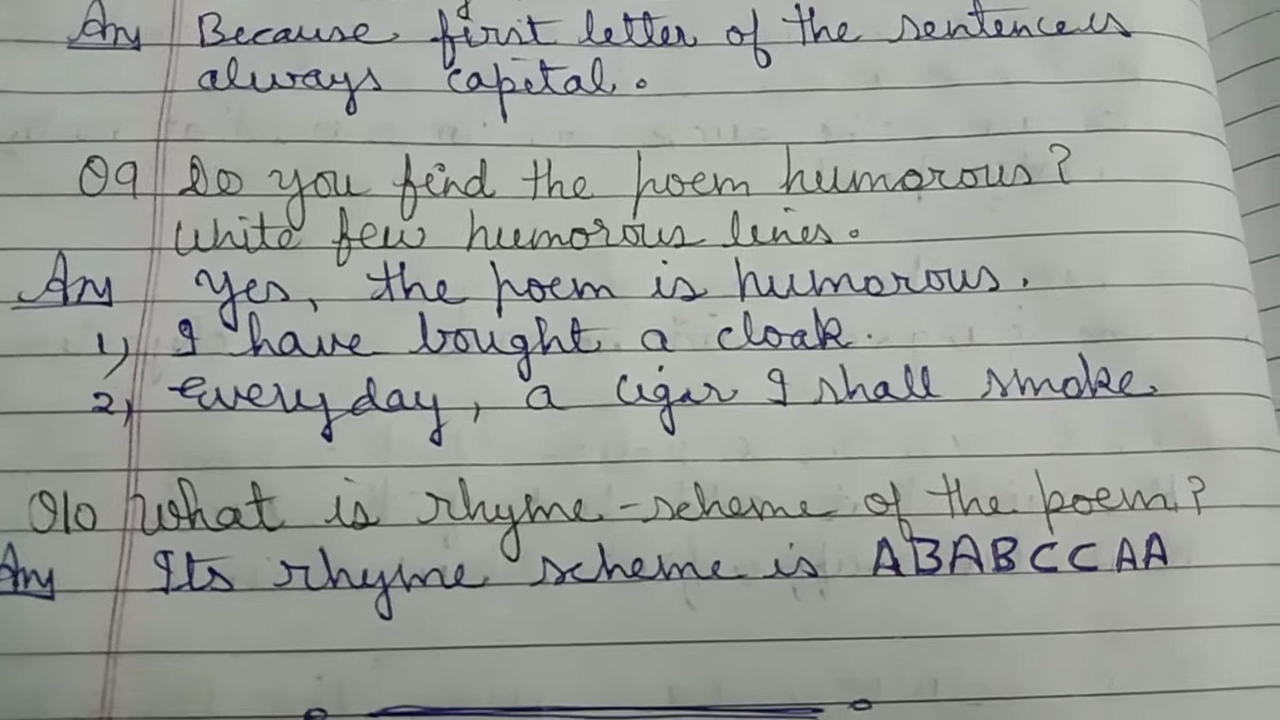 Ans Because first letter of the sentence is
always capital.
Q9 Do you find the poem humorous?
Write few humorous lines.
Ans Yes, the poem is humorous.
1) I have bought a cloak.
2) Everyday, a cigar I shall smoke.
Q10 What is rhyme-scheme of the poem?
Ans Its rhyme scheme is ABABCCAA